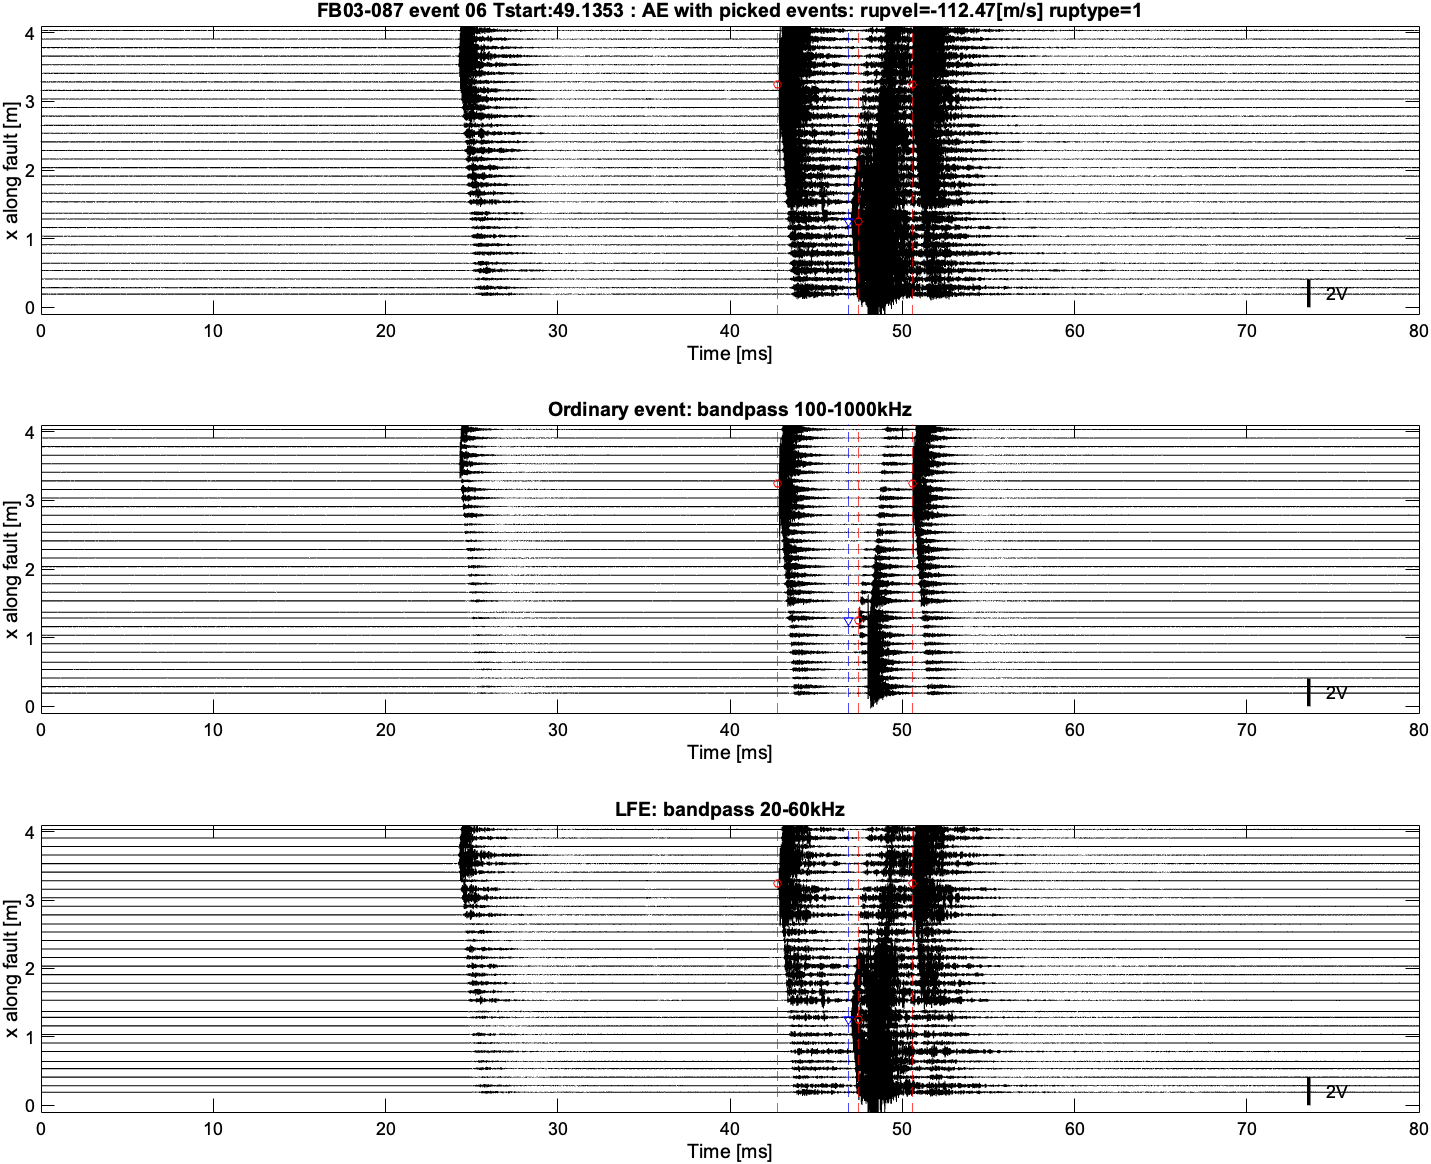 FB03-087 event 06 Tstart:49.1353 : AE with picked events: rupvel=-112.47[m/s] ruptype=1
4
3
2
1
0
x along fault [m]
2V
0 10 20 30 40 50 60 70 80
Time [ms]
Ordinary event: bandpass 100-1000kHz
4
3
2
1
0
x along fault [m]
2V
0 10 20 30 40 50 60 70 80
Time [ms]
LFE: bandpass 20-60kHz
4
3
2
1
0
x along fault [m]
2V
0 10 20 30 40 50 60 70 80
Time [ms]